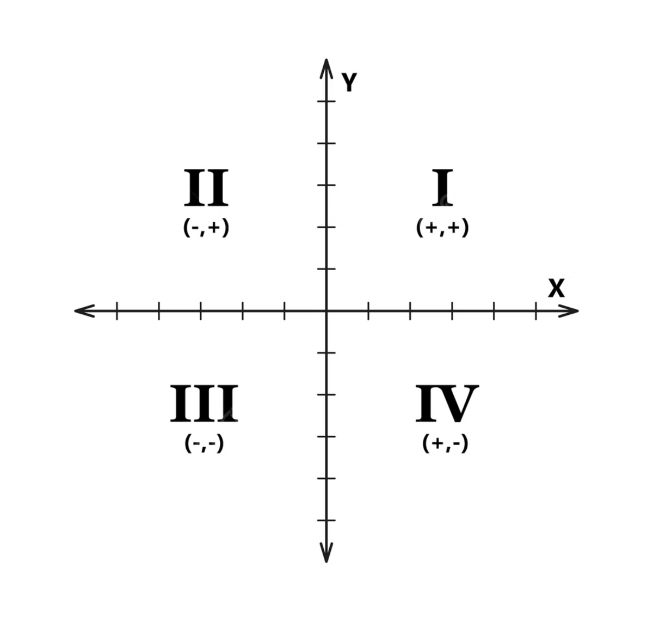 Y
II
(-,+)
I
(+,+)
X
III
(-,-)
IV
(+,-)